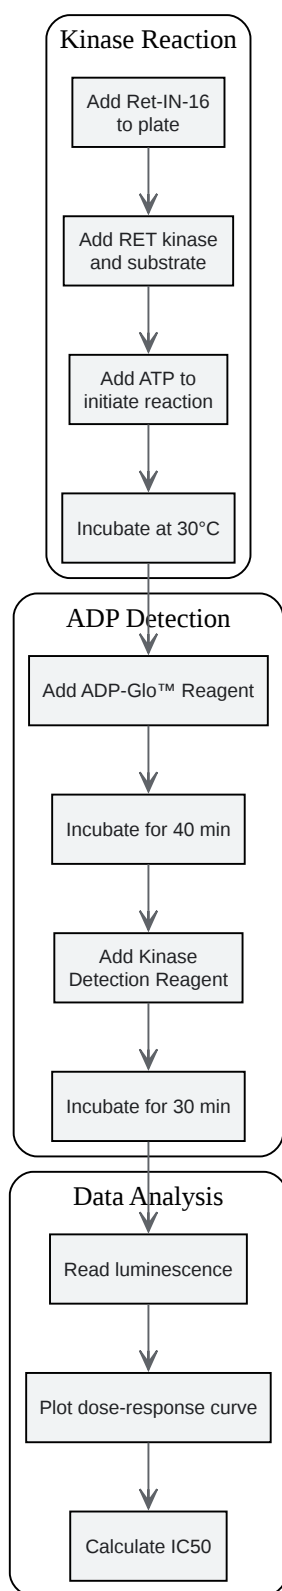 Kinase Reaction
Add Ret-IN-16
to plate
Add RET kinase
and substrate
Add ATP to
initiate reaction
Incubate at 30°C
ADP Detection
Add ADP-Glo™ Reagent
Incubate for 40 min
Add Kinase
Detection Reagent
Incubate for 30 min
Data Analysis
Read luminescence
Plot dose-response curve
Calculate IC50